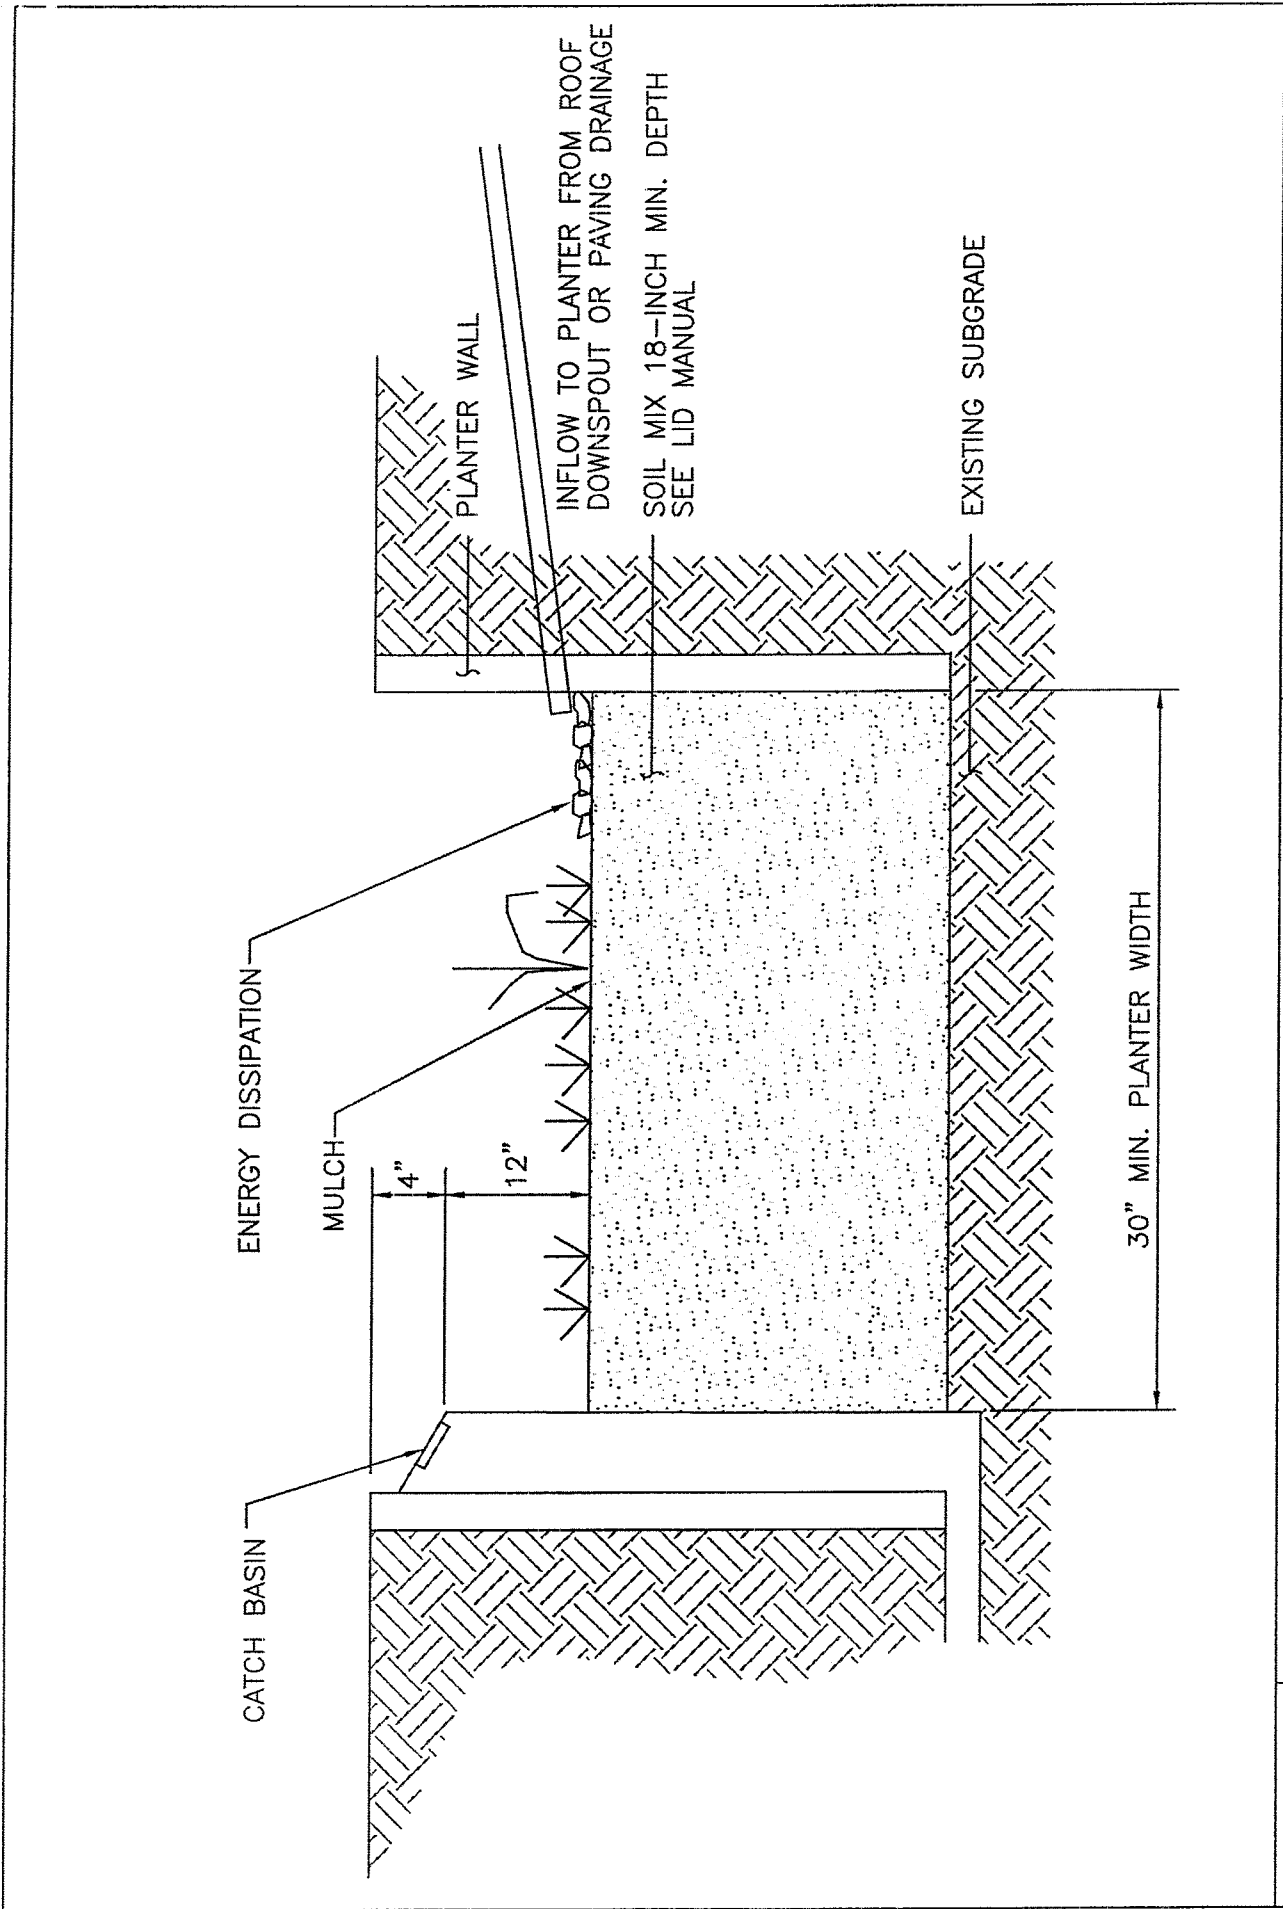 CATCH BASIN
ENERGY DISSIPATION
MULCH
4"
12"
PLANTER WALL
INFLOW TO PLANTER FROM ROOF
DOWNSPOUT OR PAVING DRAINAGE
SOIL MIX 18-INCH MIN. DEPTH
SEE LID MANUAL
EXISTING SUBGRADE
30" MIN. PLANTER WIDTH